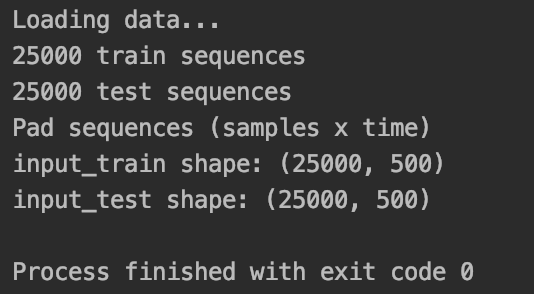 Loading data...
25000 train sequences
25000 test sequences
Pad sequences (samples x time)
input_train shape: (25000, 500)
input_test shape: (25000, 500)
Process finished with exit code 0